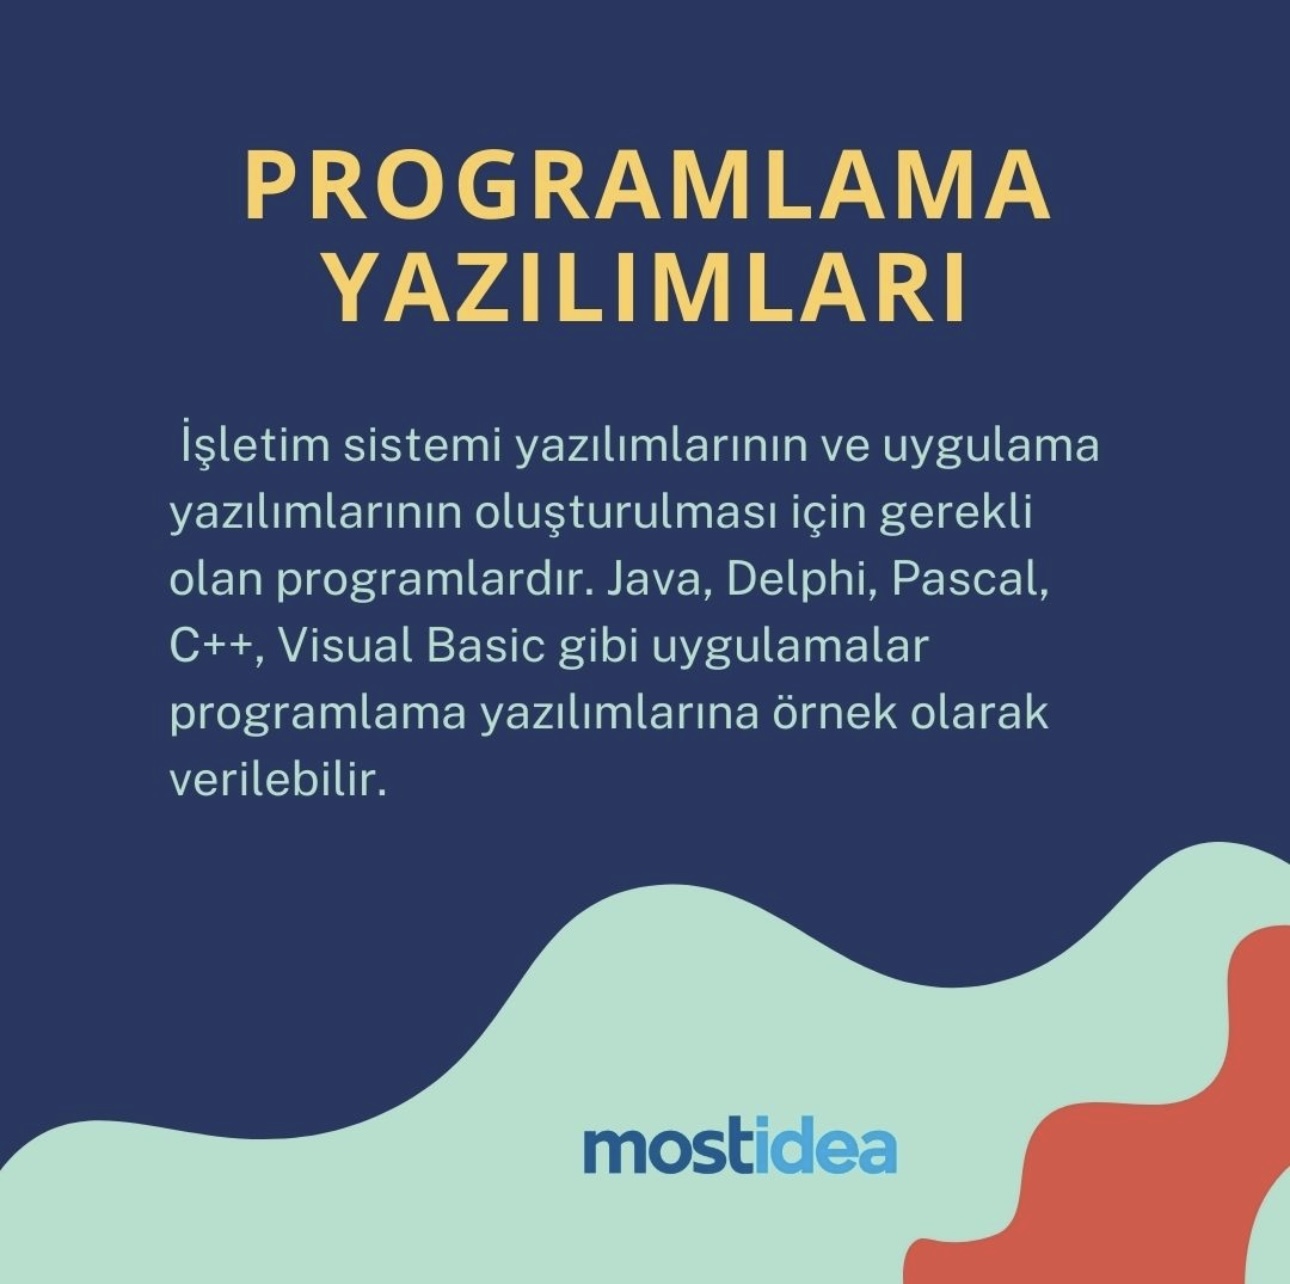 PROGRAMLAMA
YAZILIMLARI
İşletim sistemi yazılımlarının ve uygulama
yazılımlarının oluşturulması için gerekli
olan programlardır. Java, Delphi, Pascal,
C++, Visual Basic gibi uygulamalar
programlama yazılımlarına örnek olarak
verilebilir.
mostidea